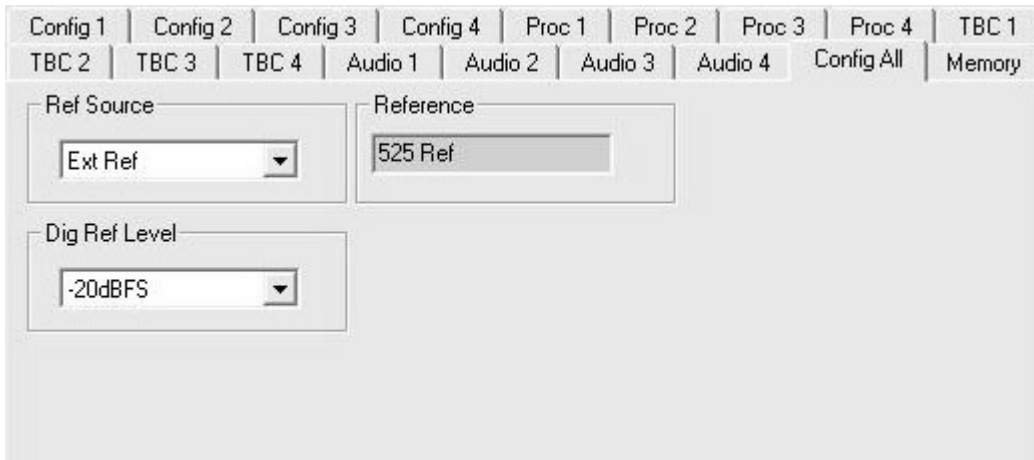 Config 1 Config 2 Config 3 Config 4 Proc 1 Proc 2 Proc 3 Proc 4 TBC 1
TBC 2 TBC 3 TBC 4 Audio 1 Audio 2 Audio 3 Audio 4 Config All Memory
Ref Source Reference
Ext Ref 525 Ref
Dig Ref Level
-20dBFS